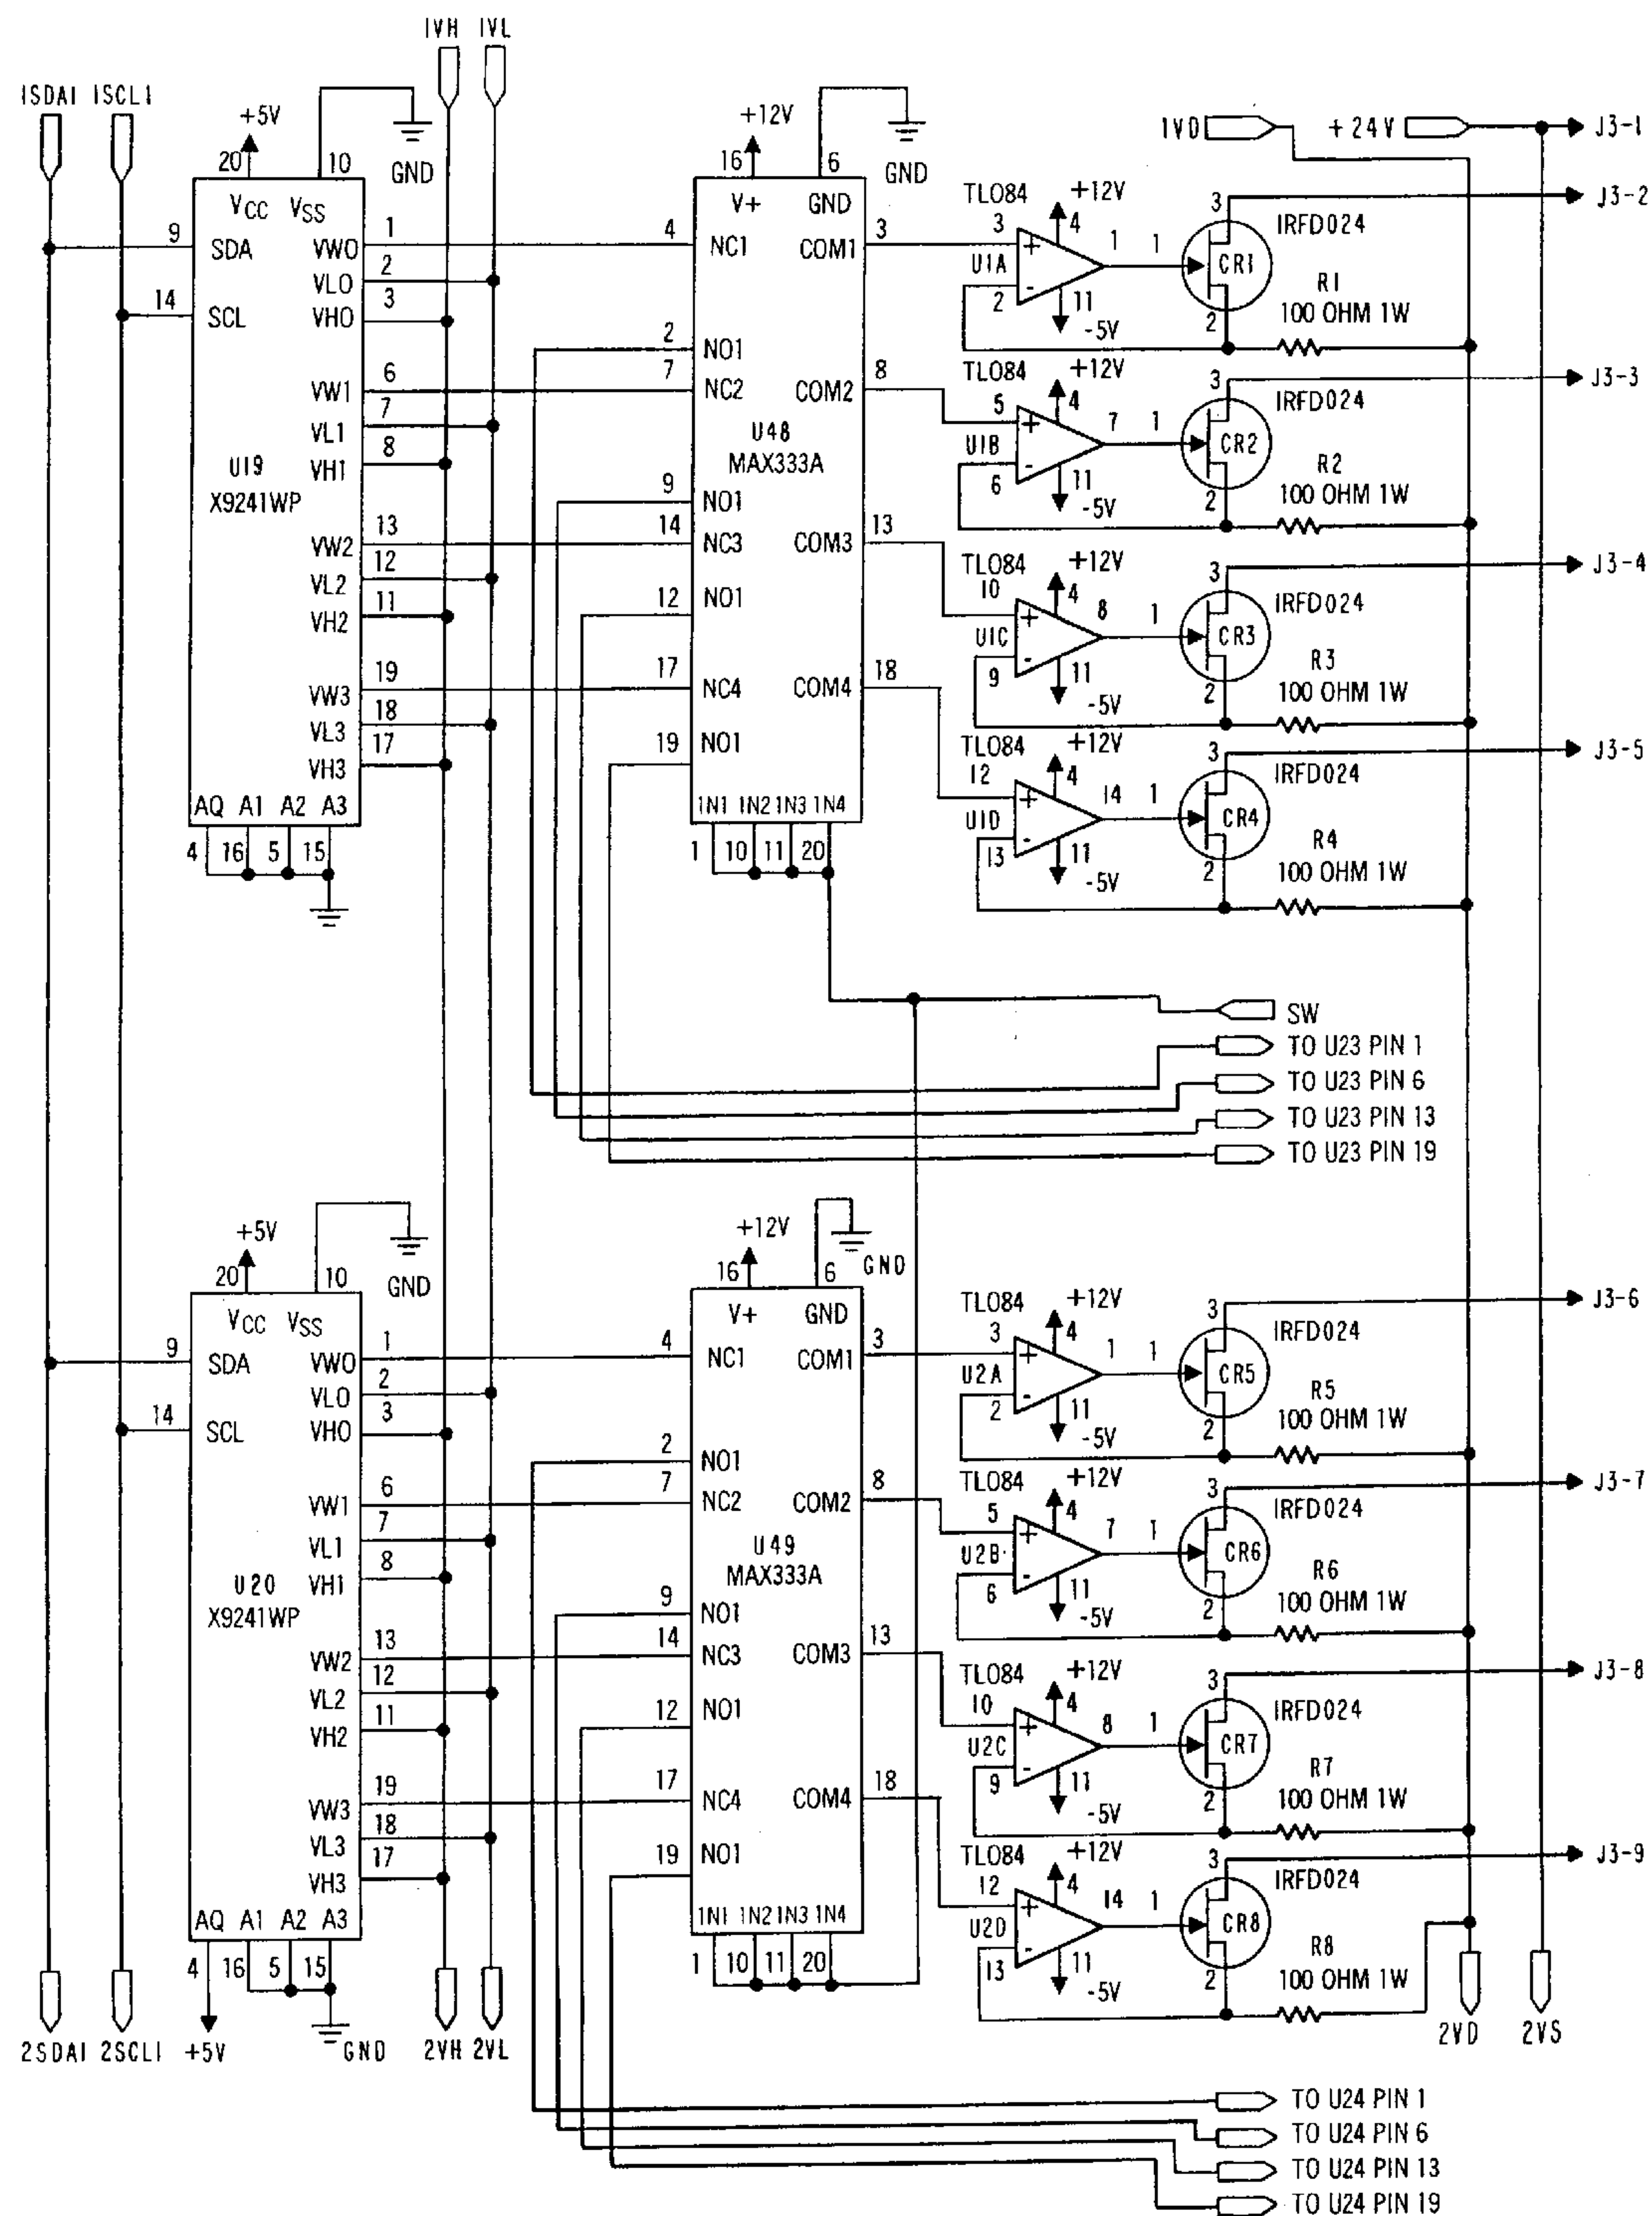 1VH 1VL
1SDA1 1SCL1
+5V
20
10
GND
VCC VSS
9 SDA
14 SCL
VW0 1
VL0 2
VH0 3
VW1 6
VL1 7
VH1 8
U19
X9241WP
VW2 13
VL2 12
VH2 11
VW3 19
VL3 18
VH3 17
AQ A1 A2 A3
4 16 5 15
+12V
16
6
GND
V+ GND
4 NC1
COM1 3
2 NO1
7 NC2
COM2 8
U48
MAX333A
9 NO1
14 NC3
COM3 13
12 NO1
17 NC4
COM4 18
19 NO1
1N1 1N2 1N3 1N4
1 10 11 20
1VD
+24V
J3-1
TL084 +12V
3 4
+
U1A 1 1
-
2 11
-5V
3
CR1
2
IRFD024
R1
100 OHM 1W
J3-2
TL084 +12V
5 4
+
U1B 7 1
-
6 11
-5V
3
CR2
2
IRFD024
R2
100 OHM 1W
J3-3
TL084 +12V
10 4
+
U1C 8 1
-
9 11
-5V
3
CR3
2
IRFD024
R3
100 OHM 1W
J3-4
TL084 +12V
12 4
+
U1D 14 1
-
13 11
-5V
3
CR4
2
IRFD024
R4
100 OHM 1W
J3-5
SW
TO U23 PIN 1
TO U23 PIN 6
TO U23 PIN 13
TO U23 PIN 19
+5V
20
10
GND
VCC VSS
9 SDA
14 SCL
VW0 1
VL0 2
VH0 3
VW1 6
VL1 7
VH1 8
U20
X9241WP
VW2 13
VL2 12
VH2 11
VW3 19
VL3 18
VH3 17
AQ A1 A2 A3
4 16 5 15
+5V
GND
2SDA1 2SCL1
2VH 2VL
+12V
16
6
GND
V+ GND
4 NC1
COM1 3
2 NO1
7 NC2
COM2 8
U49
MAX333A
9 NO1
14 NC3
COM3 13
12 NO1
17 NC4
COM4 18
19 NO1
1N1 1N2 1N3 1N4
1 10 11 20
TL084 +12V
3 4
+
U2A 1 1
-
2 11
-5V
3
CR5
2
IRFD024
R5
100 OHM 1W
J3-6
TL084 +12V
5 4
+
U2B 7 1
-
6 11
-5V
3
CR6
2
IRFD024
R6
100 OHM 1W
J3-7
TL084 +12V
10 4
+
U2C 8 1
-
9 11
-5V
3
CR7
2
IRFD024
R7
100 OHM 1W
J3-8
TL084 +12V
12 4
+
U2D 14 1
-
13 11
-5V
3
CR8
2
IRFD024
R8
100 OHM 1W
J3-9
2VD 2VS
TO U24 PIN 1
TO U24 PIN 6
TO U24 PIN 13
TO U24 PIN 19